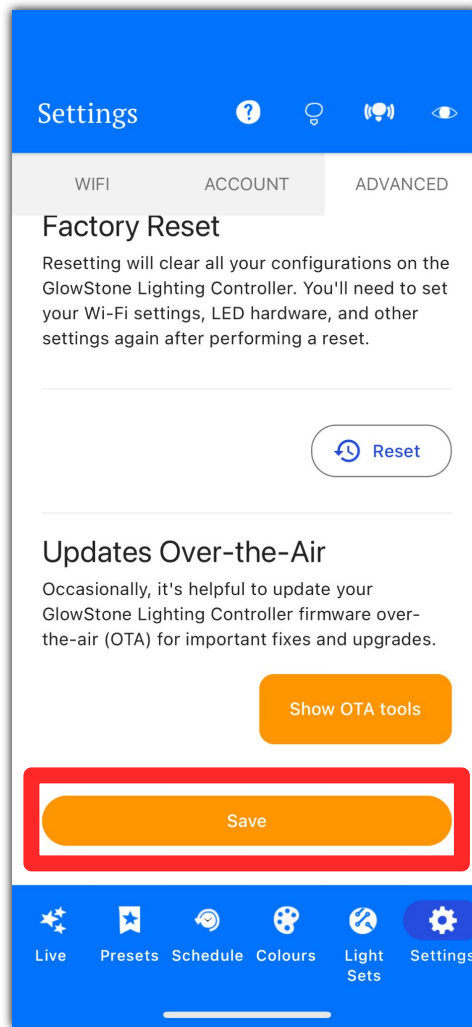 Settings
WIFI ACCOUNT ADVANCED
Factory Reset
Resetting will clear all your configurations on the
GlowStone Lighting Controller. You'll need to set
your Wi-Fi settings, LED hardware, and other
settings again after performing a reset.
Reset
Updates Over-the-Air
Occasionally, it's helpful to update your
GlowStone Lighting Controller firmware over-
the-air (OTA) for important fixes and upgrades.
Show OTA tools
Save
Live Presets Schedule Colours Light Settings
Sets